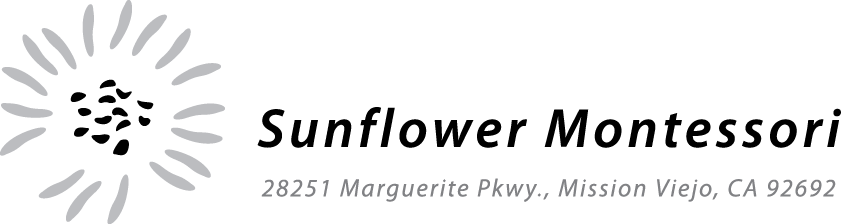 Sunflower Montessori
28251 Marguerite Pkwy., Mission Viejo, CA 92692